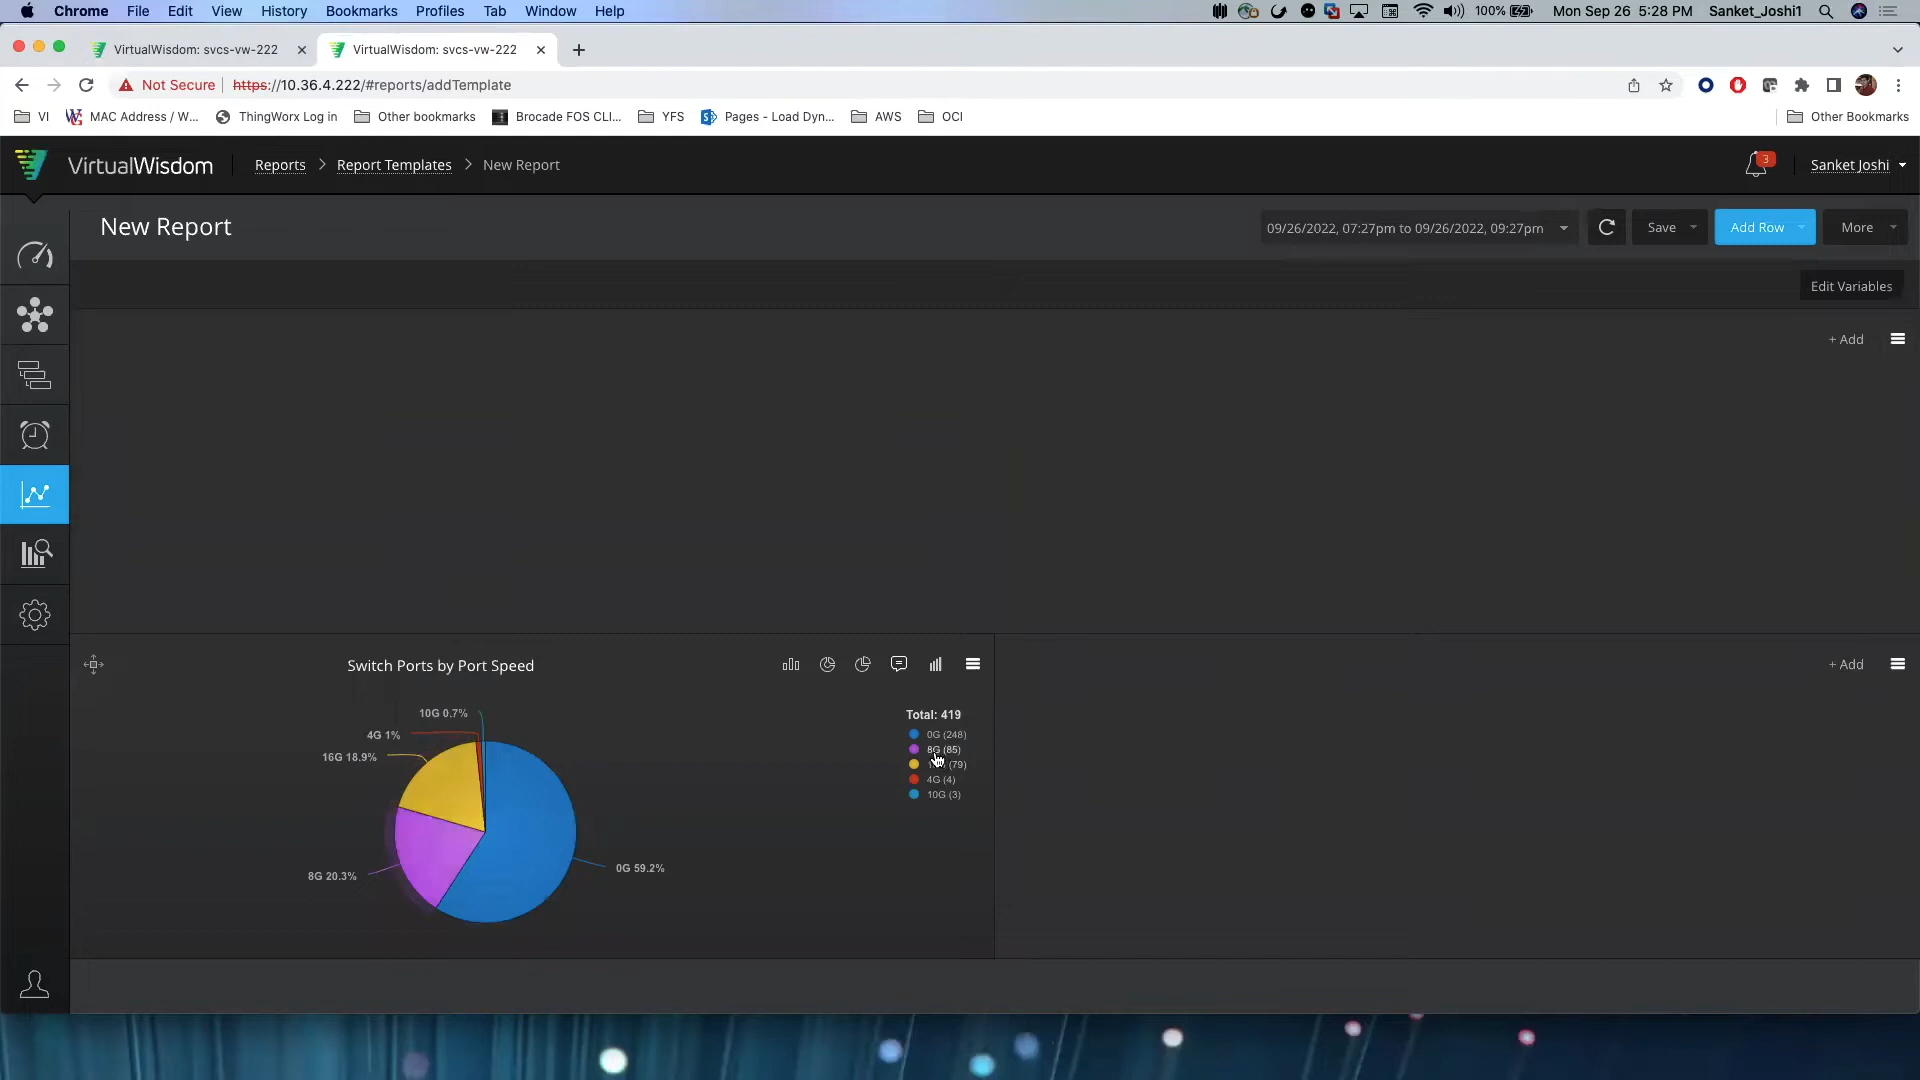 Chrome File Edit View History Bookmarks Profiles Tab Window Help 100% Mon Sep 26 5:28 PM Sanket_Joshi1
VirtualWisdom: svcs-vw-222 VirtualWisdom: svcs-vw-222
Not Secure https://10.36.4.222/#reports/addTemplate
VI MAC Address / W... ThingWorx Log in Other bookmarks Brocade FOS CLI... YFS Pages - Load Dyn... AWS OCI Other Bookmarks
VirtualWisdom Reports > Report Templates > New Report 3 Sanket Joshi
New Report 09/26/2022, 07:27pm to 09/26/2022, 09:27pm Save Add Row More
Edit Variables
+ Add
Switch Ports by Port Speed
+ Add
10G 0.7%
4G 1%
16G 18.9%
8G 20.3%
0G 59.2%
Total: 419
0G (248)
8G (85)
(79)
4G (4)
10G (3)